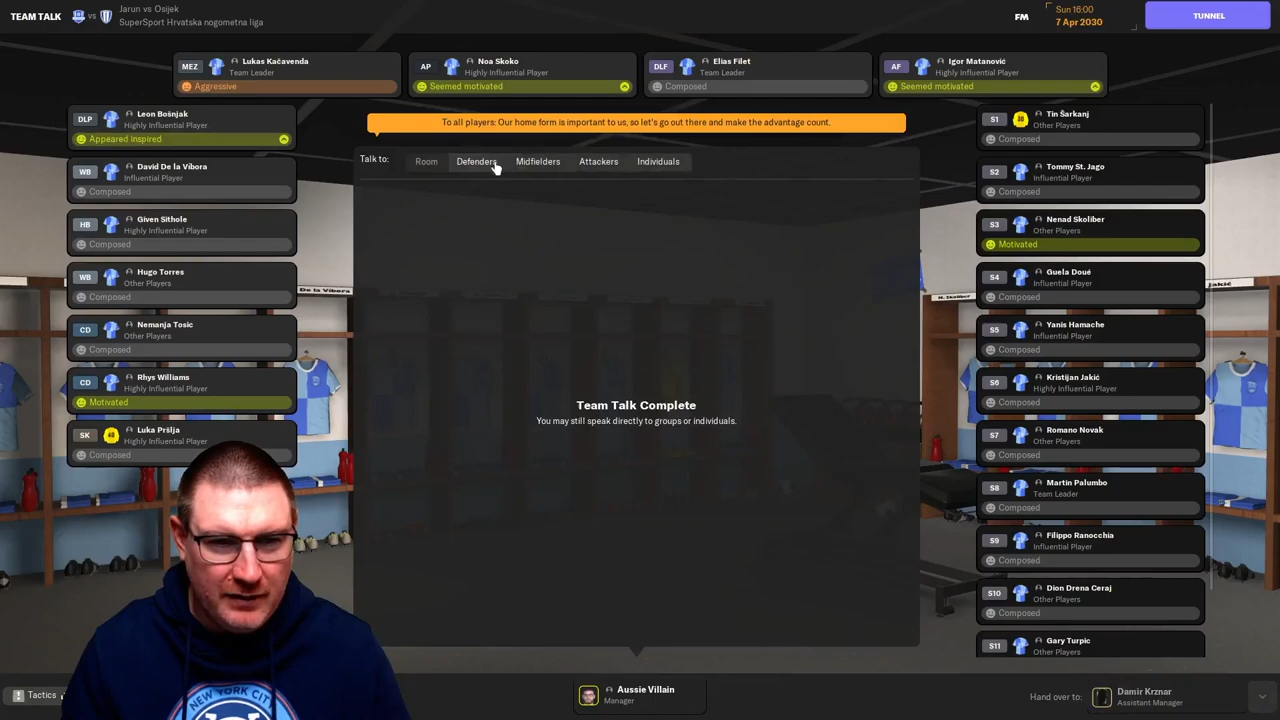 TEAM TALK
vs
Jarun vs Osijek
SuperSport Hrvatska nogometna liga
FM
Sun 16:00
7 Apr 2030
TUNNEL
MEZ
Lukas Kačavenda
Team Leader
Aggressive
AP
Noa Skoko
Highly Influential Player
Seemed motivated
DLF
Elias Filet
Team Leader
Composed
AF
Igor Matanović
Highly Influential Player
Seemed motivated
DLP
Leon Bošnjak
Highly Influential Player
Appeared inspired
WB
David De la Vibora
Influential Player
Composed
HB
Given Sithole
Highly Influential Player
Composed
WB
Hugo Torres
Other Players
Composed
CD
Nemanja Tosic
Other Players
Composed
CD
Rhys Williams
Highly Influential Player
Motivated
SK
Luka Pršlja
Highly Influential Player
Composed
To all players: Our home form is important to us, so let's go out there and make the advantage count.
Talk to:
Room
Defenders
Midfielders
Attackers
Individuals
Team Talk Complete
You may still speak directly to groups or individuals.
De la Vibora
N. Skoliber
Jakić
S1
Tin Šarkanj
Other Players
Composed
S2
Tommy St. Jago
Influential Player
Composed
S3
Nenad Skoliber
Other Players
Motivated
S4
Guela Doué
Influential Player
Composed
S5
Yanis Hamache
Influential Player
Composed
S6
Kristijan Jakić
Highly Influential Player
Composed
S7
Romano Novak
Other Players
Composed
S8
Martin Palumbo
Team Leader
Composed
S9
Filippo Ranocchia
Influential Player
Composed
S10
Dion Drena Ceraj
Other Players
Composed
S11
Gary Turpic
Other Players
NEW YORK CITY
Tactics
Aussie Villain
Manager
Hand over to:
Damir Krznar
Assistant Manager